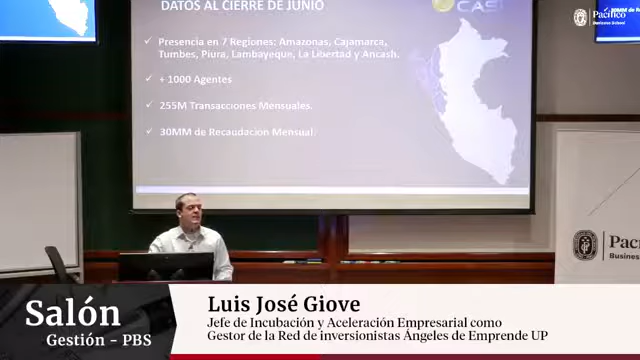 DATOS AL CIERRE DE JUNIO
✓ Presencia en 7 Regiones: Amazonas, Cajamarca,
Tumbes, Piura, Lambayeque, La Libertad y Ancash.
✓ + 1000 Agentes
✓ 255M Transacciones Mensuales.
✓ 30MM de Recaudacion Mensual.
Pacífico
Business School
Business
Salón
Gestión – PBS
Luis José Giove
Jefe de Incubación y Aceleración Empresarial como
Gestor de la Red de inversionistas Ángeles de Emprende UP